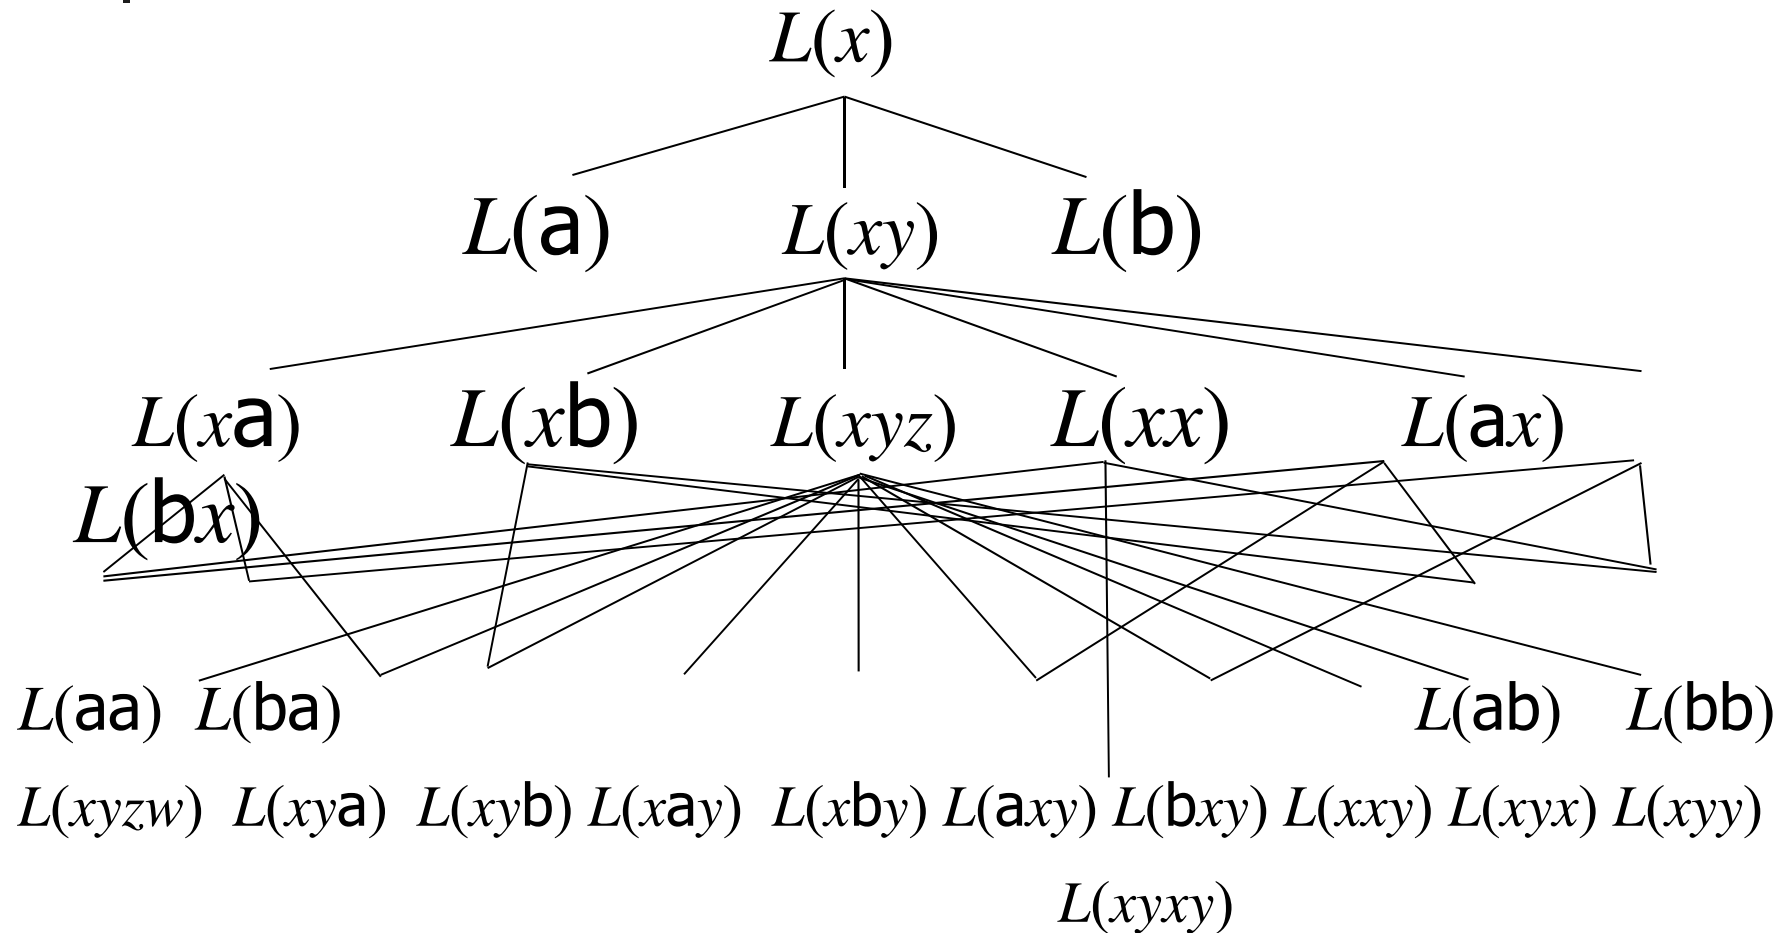 L(x)
L(a) L(xy) L(b)
L(xa) L(xb) L(xyz) L(xx) L(ax)
L(bx)
L(aa) L(ba) L(ab) L(bb)
L(xyzw) L(xya) L(xyb) L(xay) L(xby) L(axy) L(bxy) L(xxy) L(xyx) L(xyy)
L(xyxy)